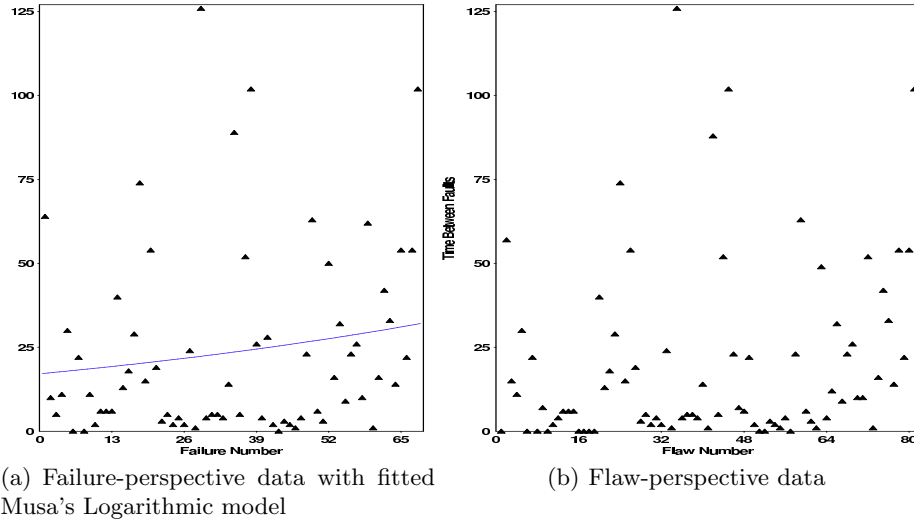 125
100
75
50
25
0
0 13 26 39 52 65
Failure Number
125
100
75
50
25
0
Time Between Faults
0 16 32 48 64 80
Flaw Number
(a) Failure-perspective data with fitted
Musa's Logarithmic model
(b) Flaw-perspective data